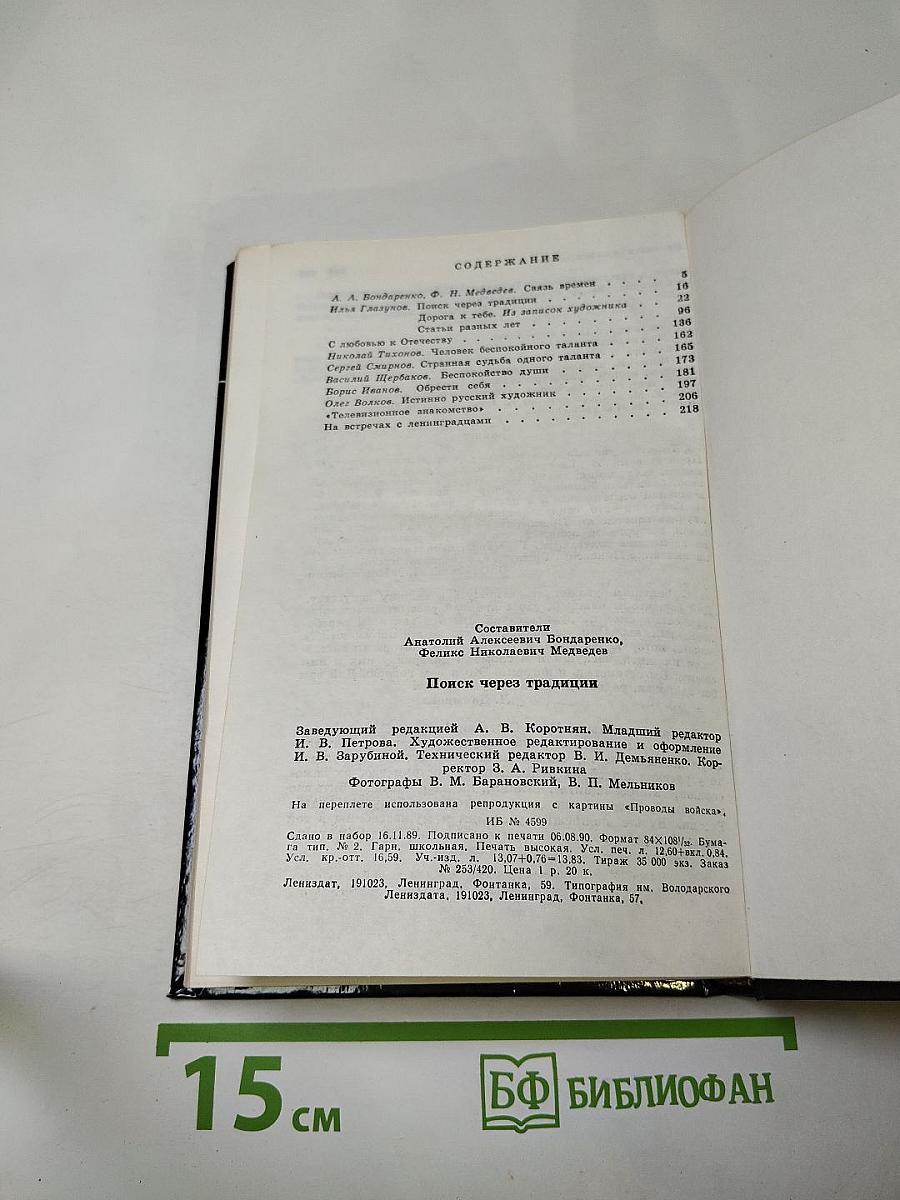 СОДЕРЖАНИЕ
А. А. Бондаренко, Ф. Н. Медведев. Связь времен . . . . 5
Илья Глазунов. Поиск через традиции . . . . . . . 16
Дорога к тебе. Из записок художника . . 22
Статьи разных лет . . . . . . . . 96
С любовью к Отечеству . . . . . . . . . . . . 136
Николай Тихонов. Человек беспокойного таланта . . . . 162
Сергей Смирнов. Странная судьба одного таланта . . . . 165
Василий Щербаков. Беспокойство души . . . . . . . 173
Борис Иванов. Обрести себя . . . . . . . . . . 181
Олег Волков. Истинно русский художник . . . . . . . 197
«Телевизионное знакомство» . . . . . . . . . . 206
На встречах с ленинградцами . . . . . . . . . . 218
Составители
Анатолий Алексеевич Бондаренко,
Феликс Николаевич Медведев
Поиск через традиции
Заведующий редакцией А. В. Коротнян. Младший редактор
И. В. Петрова. Художественное редактирование и оформление
И. В. Зарубиной. Технический редактор В. И. Демьяненко. Кор-
ректор З. А. Ривкина
Фотографы В. М. Барановский, В. П. Мельников
На переплете использована репродукция с картины «Проводы войска».
ИБ № 4599
Сдано в набор 16.11.89. Подписано к печати 06.08.90. Формат 84×108¹/₃₂. Бума-
га тип. № 2. Гарн. школьная. Печать высокая. Усл. печ. л. 12,60+вкл. 0,84.
Усл. кр.-отт. 16,59. Уч.-изд. л. 13,07+0,76=13,83. Тираж 35 000 экз. Заказ
№ 253/420. Цена 1 р. 20 к.
Лениздат, 191023, Ленинград, Фонтанка, 59. Типография им. Володарского
Лениздата, 191023, Ленинград, Фонтанка, 57.
15 см
БФ БИБЛИОФАН